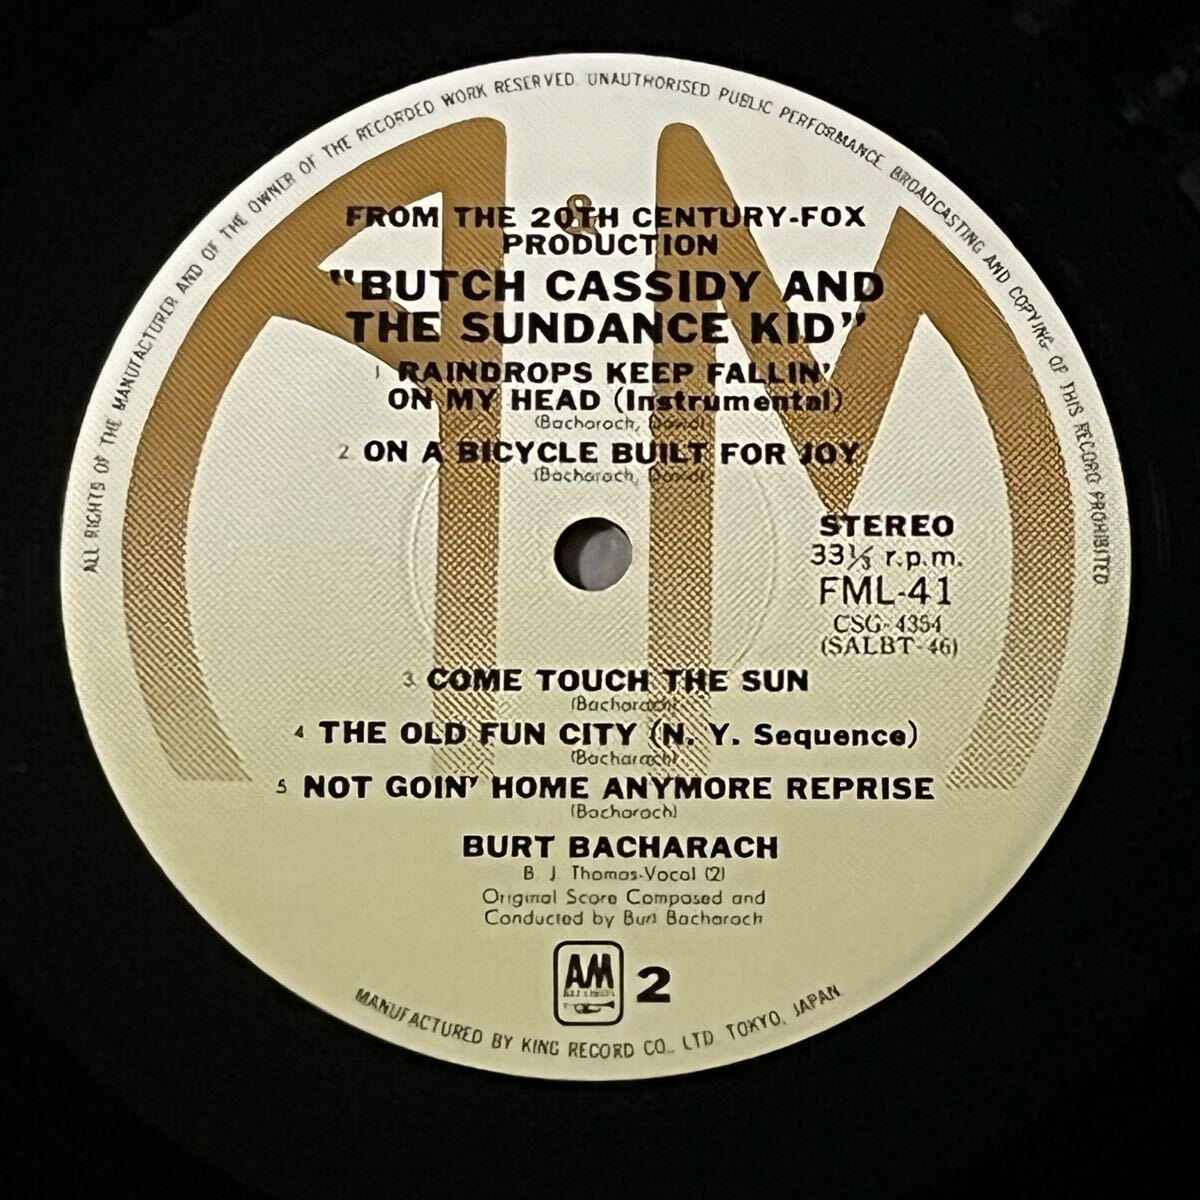 ALL RIGHTS OF THE MANUFACTURER AND OF THE OWNER OF THE RECORDED WORK RESERVED. UNAUTHORISED PUBLIC PERFORMANCE BROADCASTING AND COPYING OF THIS RECORD PROHIBITED
&
FROM THE 20TH CENTURY-FOX
PRODUCTION
"BUTCH CASSIDY AND
THE SUNDANCE KID"
1 RAINDROPS KEEP FALLIN'
ON MY HEAD (Instrumental)
(Bacharach, David)
2 ON A BICYCLE BUILT FOR JOY
(Bacharach, David)
STEREO
33⅓ r.p.m.
FML-41
CSG-4354
(SALBT-46)
3 COME TOUCH THE SUN
(Bacharach)
4 THE OLD FUN CITY (N. Y. Sequence)
(Bacharach)
5 NOT GOIN' HOME ANYMORE REPRISE
(Bacharach)
BURT BACHARACH
B J Thomas-Vocal (2)
Original Score Composed and
Conducted by Burt Bacharach
A&M 2
MANUFACTURED BY KING RECORD CO., LTD. TOKYO, JAPAN